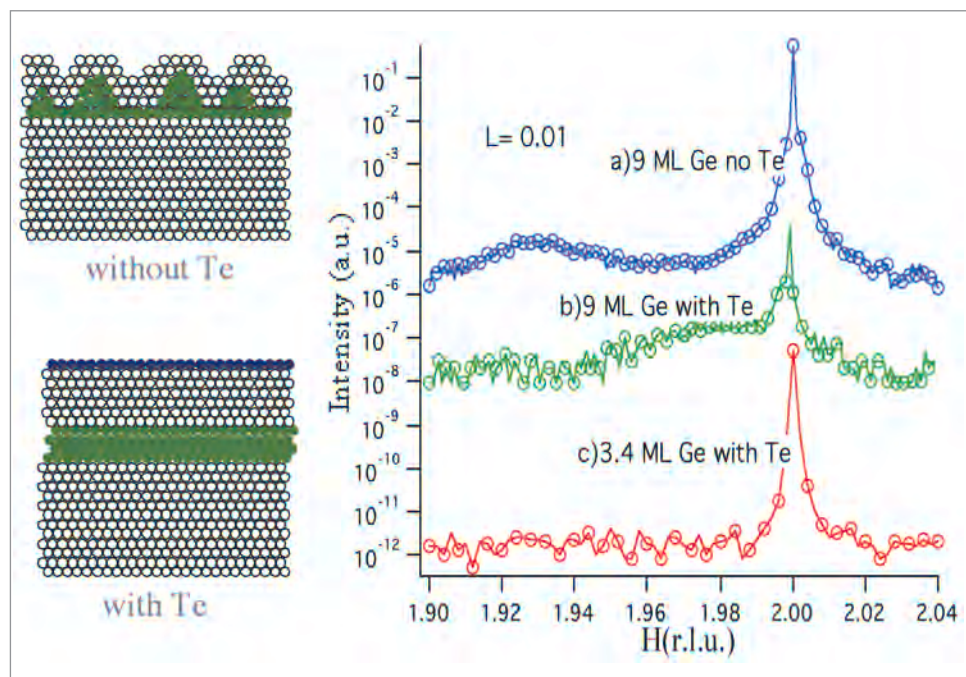 without Te
with Te
Intensity (a.u.)
10⁻¹
10⁻²
10⁻³
10⁻⁴
10⁻⁵
10⁻⁶
10⁻⁷
10⁻⁸
10⁻⁹
10⁻¹⁰
10⁻¹¹
10⁻¹²
L= 0.01
a)9 ML Ge no Te
b)9 ML Ge with Te
c)3.4 ML Ge with Te
1.90 1.92 1.94 1.96 1.98 2.00 2.02 2.04
H(r.l.u.)